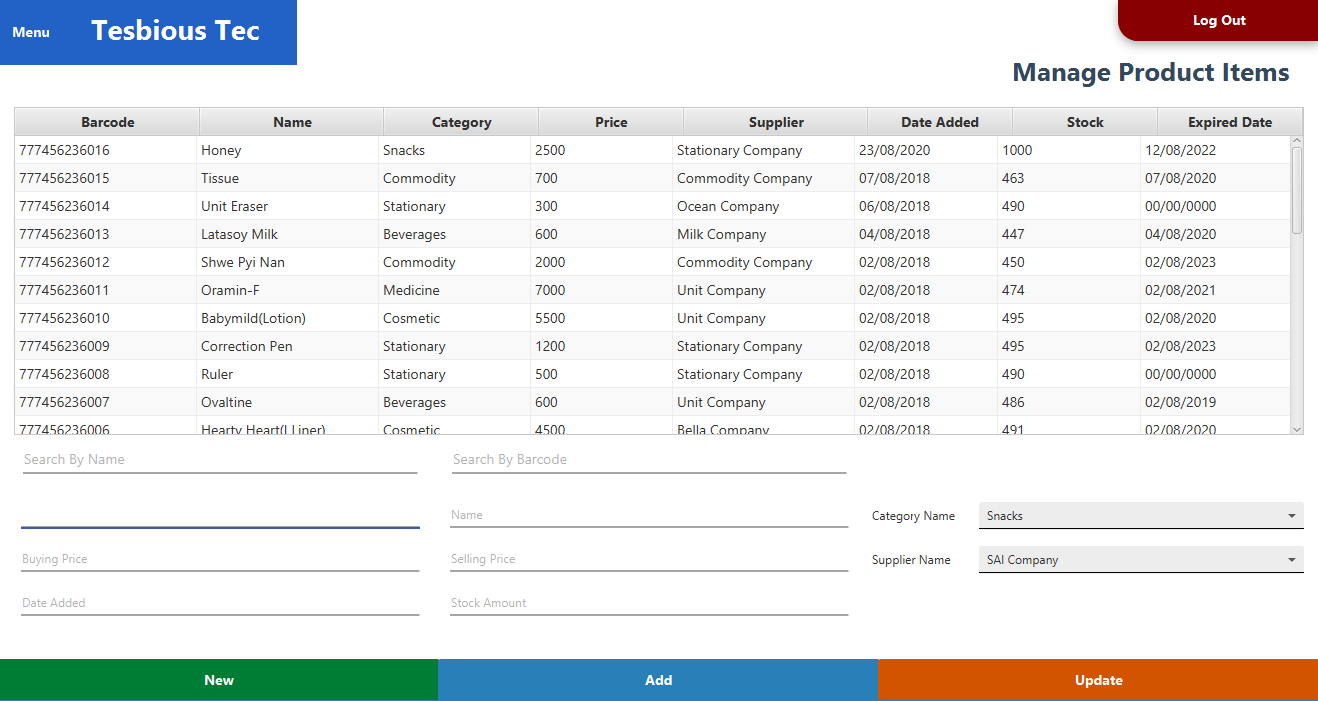 Menu Tesbious Tec Log Out
Manage Product Items
Barcode Name Category Price Supplier Date Added Stock Expired Date
777456236016 Honey Snacks 2500 Stationary Company 23/08/2020 1000 12/08/2022
777456236015 Tissue Commodity 700 Commodity Company 07/08/2018 463 07/08/2020
777456236014 Unit Eraser Stationary 300 Ocean Company 06/08/2018 490 00/00/0000
777456236013 Latasoy Milk Beverages 600 Milk Company 04/08/2018 447 04/08/2020
777456236012 Shwe Pyi Nan Commodity 2000 Commodity Company 02/08/2018 450 02/08/2023
777456236011 Oramin-F Medicine 7000 Unit Company 02/08/2018 474 02/08/2021
777456236010 Babymild(Lotion) Cosmetic 5500 Unit Company 02/08/2018 495 02/08/2020
777456236009 Correction Pen Stationary 1200 Stationary Company 02/08/2018 495 02/08/2023
777456236008 Ruler Stationary 500 Stationary Company 02/08/2018 490 00/00/0000
777456236007 Ovaltine Beverages 600 Unit Company 02/08/2018 486 02/08/2019
777456236006 Hearty Heart(LLiner) Cosmetic 4500 Bella Company 02/08/2018 491 02/08/2020
Search By Name Search By Barcode
Name Category Name Snacks
Buying Price Selling Price Supplier Name SAI Company
Date Added Stock Amount
New Add Update